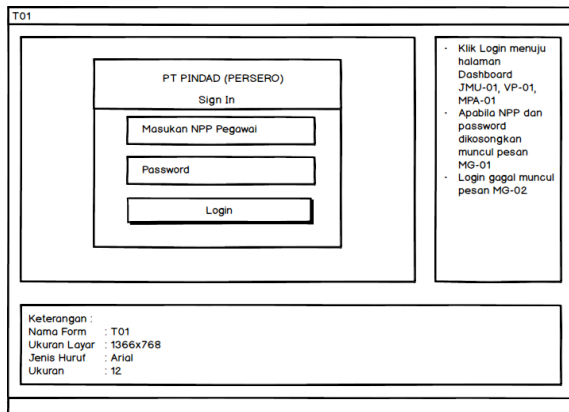 T01
PT PINDAD (PERSERO)
Sign In
Masukan NPP Pegawai
Password
Login
· Klik Login menuju
halaman
Dashboard
JMU-01, VP-01,
MPA-01
· Apabila NPP dan
password
dikosongkan
muncul pesan
MG-01
· Login gagal muncul
pesan MG-02
Keterangan :
Nama Form : T01
Ukuran Layar : 1366x768
Jenis Huruf : Arial
Ukuran : 12